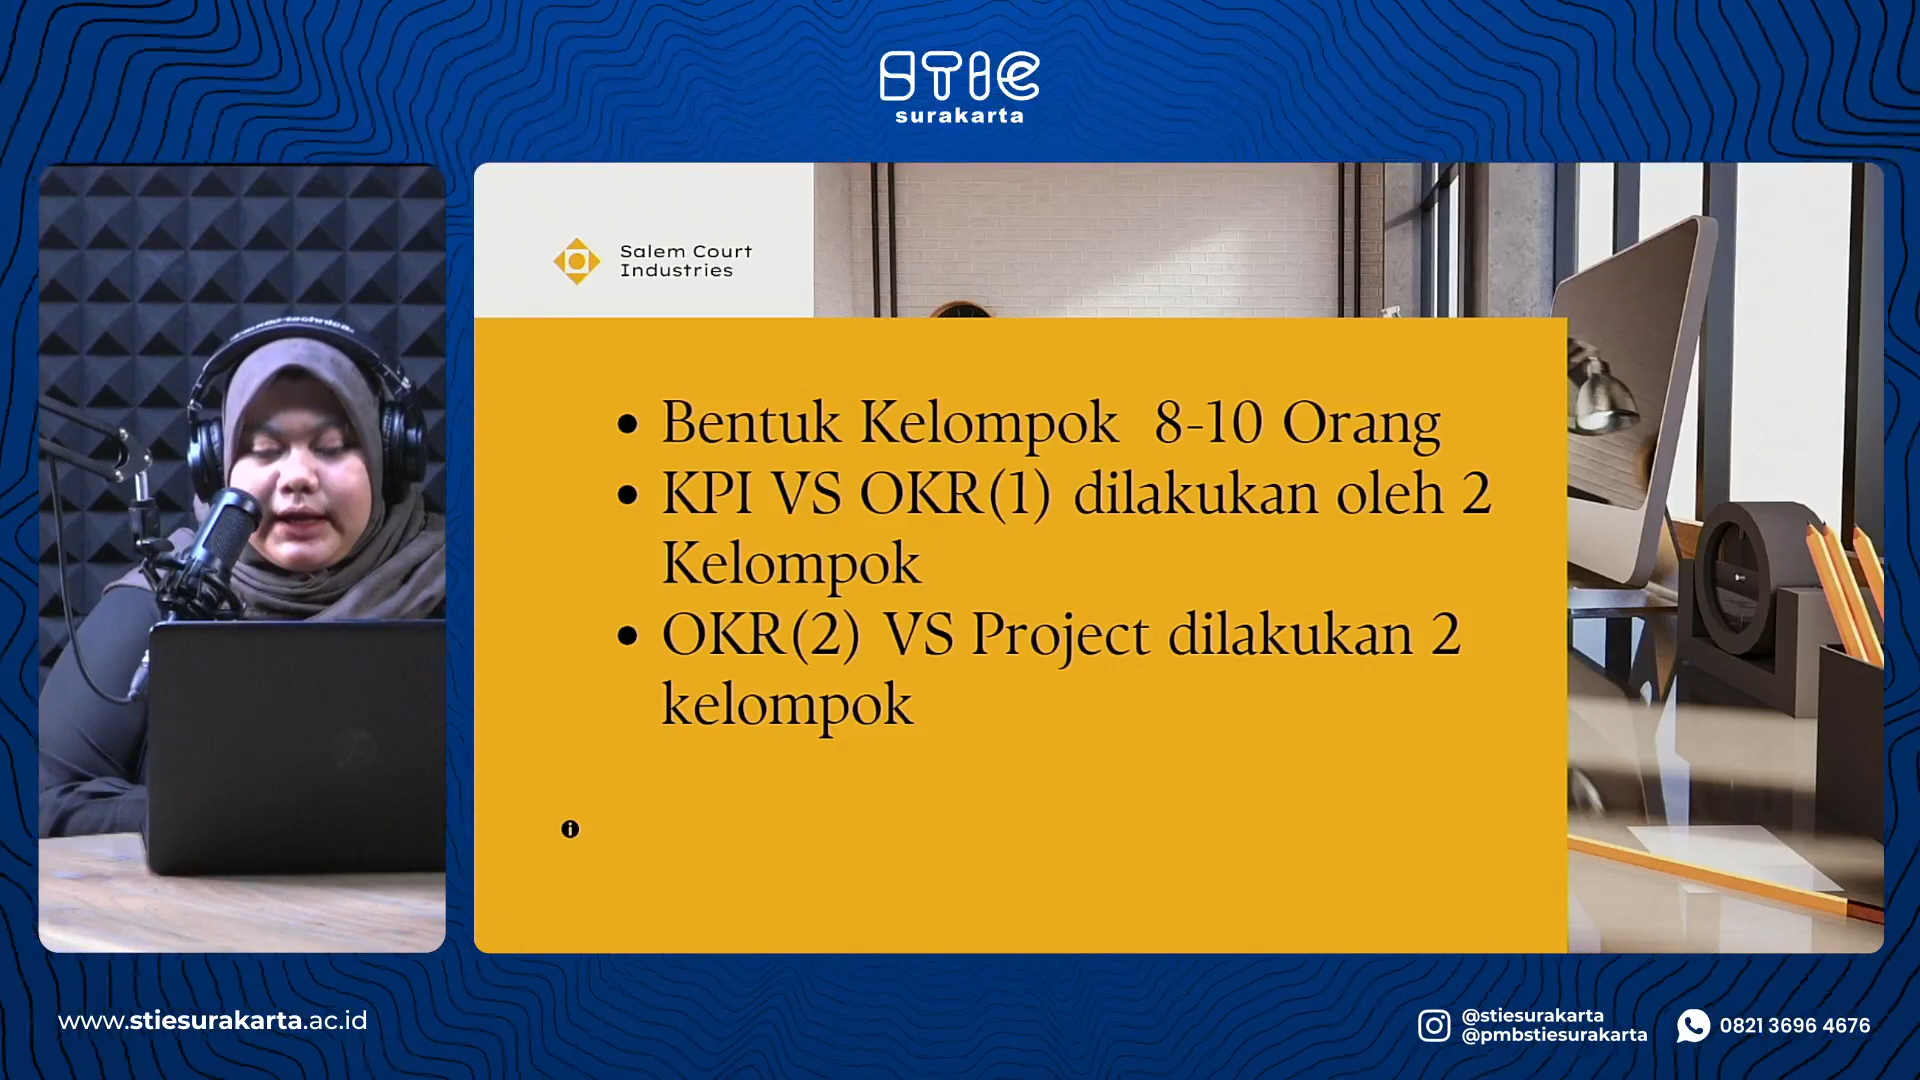 STIE
surakarta
Salem Court
Industries
• Bentuk Kelompok  8-10 Orang
• KPI VS OKR(1) dilakukan oleh 2
Kelompok
• OKR(2) VS Project dilakukan 2
kelompok
www.stiesurakarta.ac.id
@stiesurakarta
@pmbstiesurakarta
0821 3696 4676